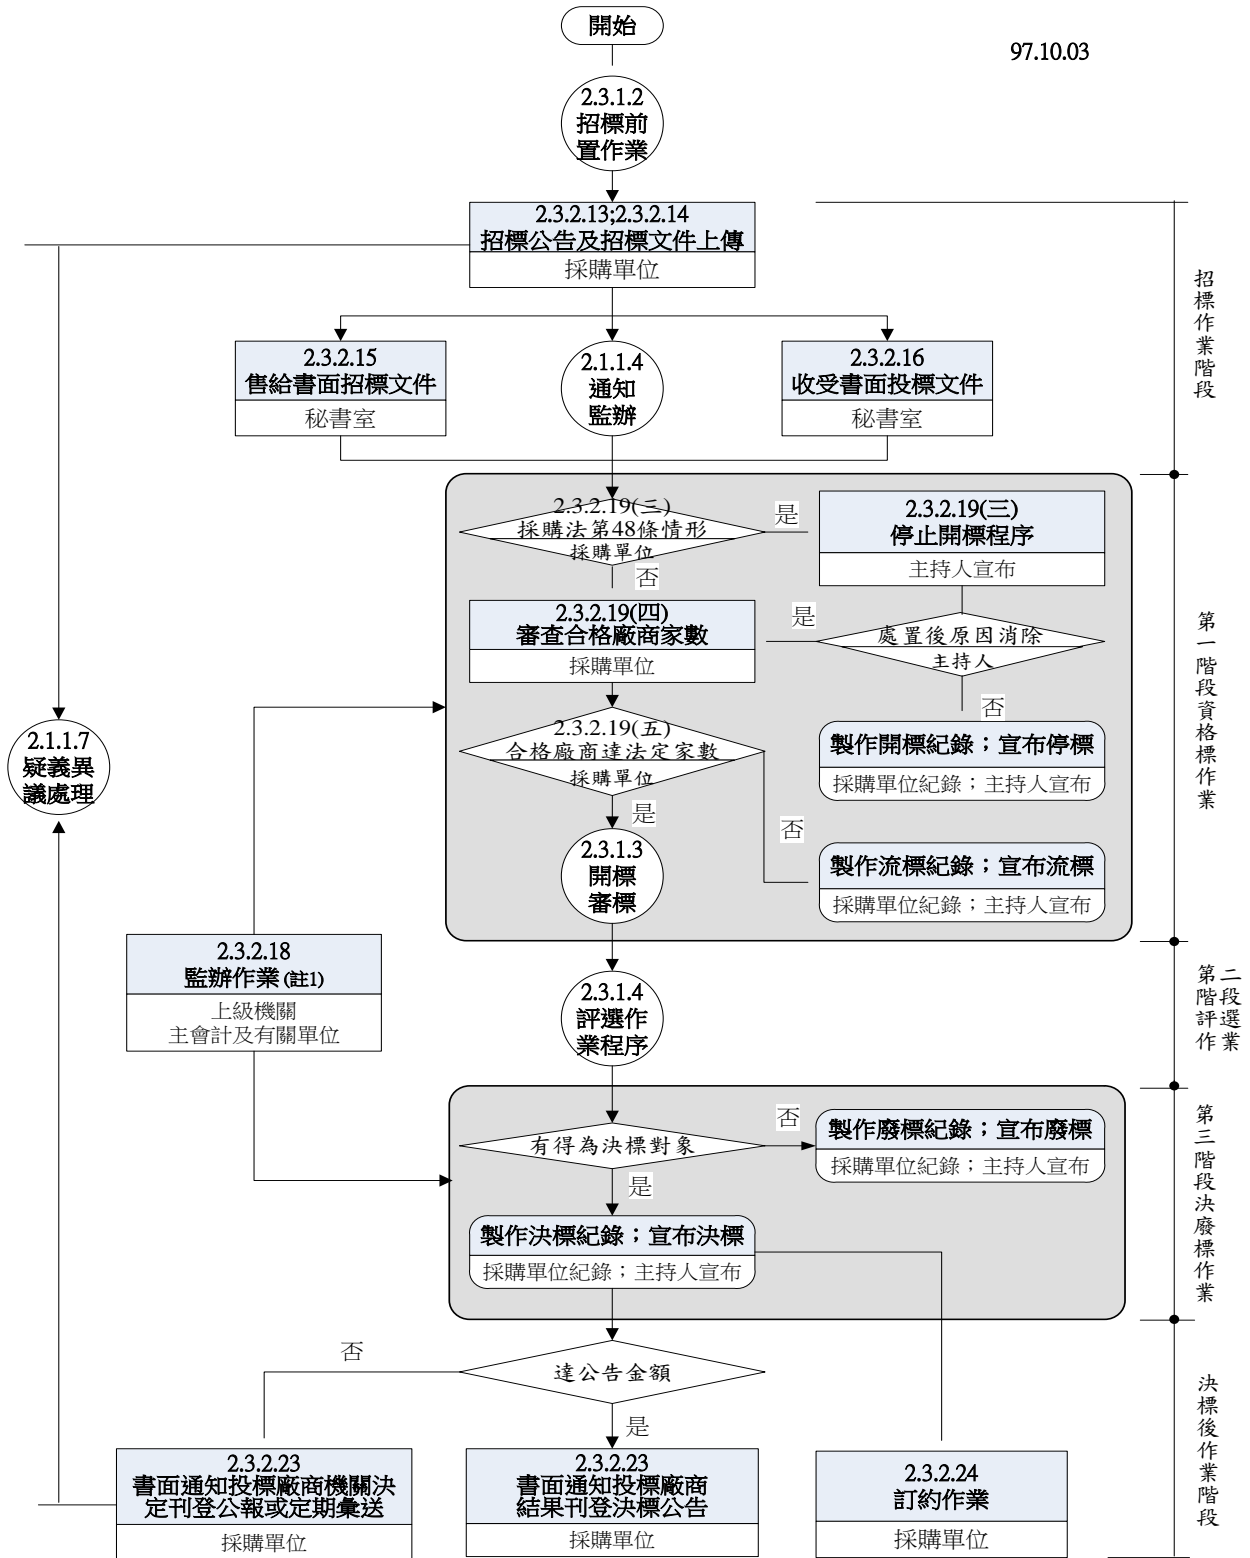 開始
97.10.03
2.3.1.2
招標前
置作業
2.3.2.13;2.3.2.14
招標公告及招標文件上傳
採購單位
招標作業階段
2.3.2.15
售給書面招標文件
秘書室
2.1.1.4
通知
監辦
2.3.2.16
收受書面投標文件
秘書室
2.3.2.19(三)
採購法第48條情形
採購單位
是
否
2.3.2.19(三)
停止開標程序
主持人宣布
2.3.2.19(四)
審查合格廠商家數
採購單位
是
處置後原因消除
主持人
否
第一階段資格標作業
2.3.2.19(五)
合格廠商達法定家數
採購單位
是
否
製作開標紀錄；宣布停標
採購單位紀錄；主持人宣布
2.1.1.7
疑義異
議處理
2.3.1.3
開標
審標
製作流標紀錄；宣布流標
採購單位紀錄；主持人宣布
2.3.2.18
監辦作業(註1)
上級機關
主會計及有關單位
2.3.1.4
評選作
業程序
第二
階段
評選
作業
有得為決標對象
否
是
製作廢標紀錄；宣布廢標
採購單位紀錄；主持人宣布
第三階段決廢標作業
製作決標紀錄；宣布決標
採購單位紀錄；主持人宣布
達公告金額
否
是
決標後作業階段
2.3.2.23
書面通知投標廠商機關決
定刊登公報或定期彙送
採購單位
2.3.2.23
書面通知投標廠商
結果刊登決標公告
採購單位
2.3.2.24
訂約作業
採購單位